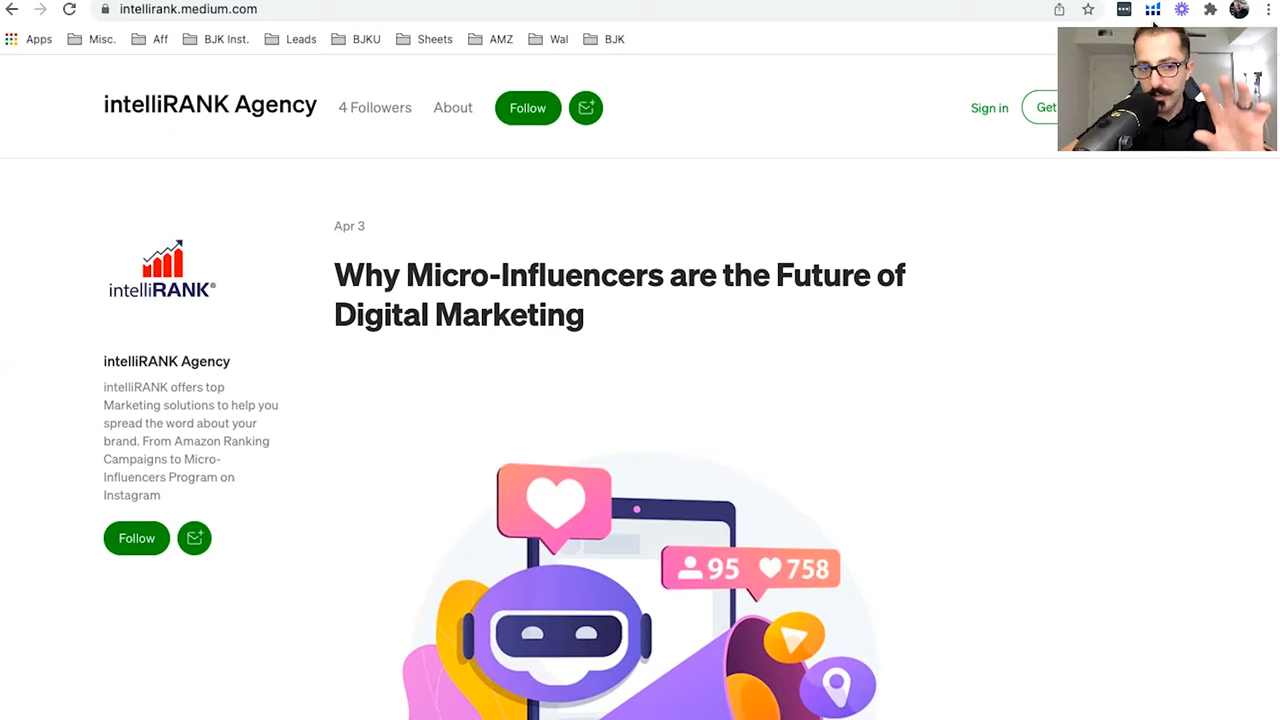 intellirank.medium.com
Apps Misc. Aff BJK Inst. Leads BJKU Sheets AMZ Wal BJK
intelliRANK Agency 4 Followers About Follow
Sign in Get
Apr 3
Why Micro-Influencers are the Future of
Digital Marketing
intelliRANK®
intelliRANK Agency
intelliRANK offers top
Marketing solutions to help you
spread the word about your
brand. From Amazon Ranking
Campaigns to Micro-
Influencers Program on
Instagram
Follow
95 758